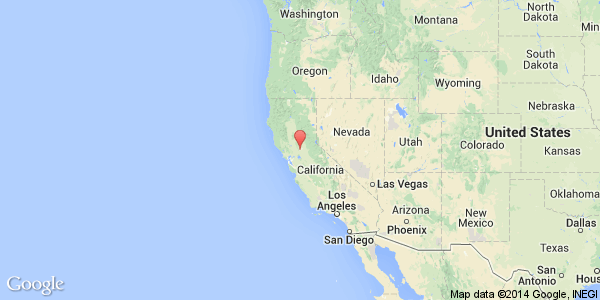 Washington
Montana
North
Dakota
Min
Oregon
Idaho
South
Dakota
Wyoming
Nebraska
Nevada
Utah
United States
Colorado
Kansas
California
Las Vegas
Oklahoma
Los
Angeles
Arizona
New
Mexico
Phoenix
Dallas
San Diego
Texas
San
Antonio
Hous
Google
Map data ©2014 Google, INEGI